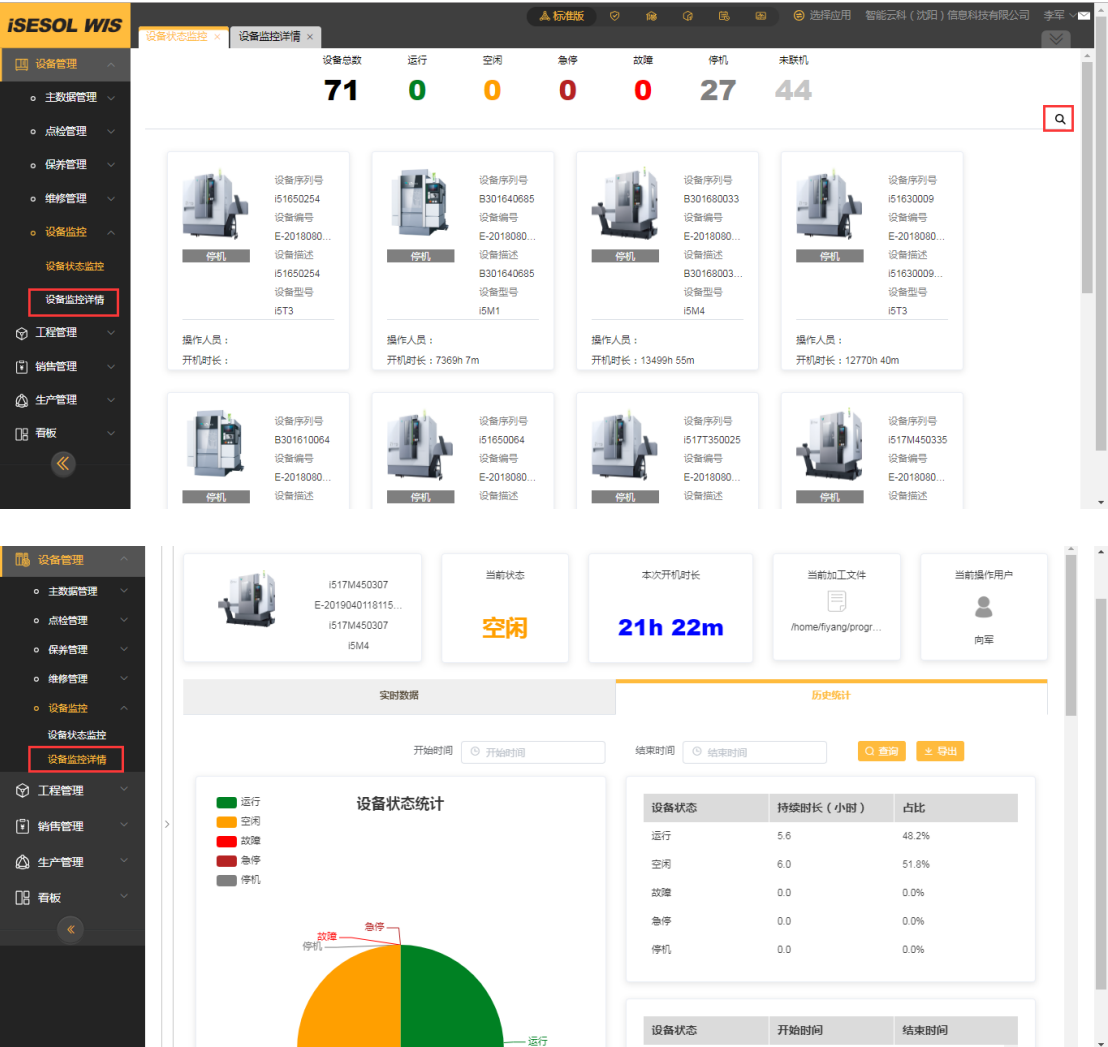 iSESOL WIS
标准版
选择应用
智能云科（沈阳）信息科技有限公司
李军
设备状态监控 ×
设备监控详情 ×
设备管理
主数据管理
点检管理
保养管理
维修管理
设备监控
设备状态监控
设备监控详情
工程管理
销售管理
生产管理
看板
设备总数 运行 空闲 急停 故障 停机 未联机
71 0 0 0 0 27 44
停机
设备序列号
i51650254
设备编号
E-2018080...
设备描述
i51650254
设备型号
i5T3
操作人员：
开机时长：
停机
设备序列号
B301640685
设备编号
E-2018080...
设备描述
B301640685
设备型号
i5M1
操作人员：
开机时长：7369h 7m
停机
设备序列号
B301680033
设备编号
E-2018080...
设备描述
B30168003...
设备型号
i5M4
操作人员：
开机时长：13499h 55m
停机
设备序列号
i51630009
设备编号
E-2018080...
设备描述
i51630009...
设备型号
i5T3
操作人员：
开机时长：12770h 40m
停机
设备序列号
B301610064
设备编号
E-2018080...
设备描述
停机
设备序列号
i51650064
设备编号
E-2018080...
设备描述
停机
设备序列号
i517T350025
设备编号
E-2018080...
设备描述
停机
设备序列号
i517M450335
设备编号
E-2018080...
设备描述
设备管理
主数据管理
点检管理
保养管理
维修管理
设备监控
设备状态监控
设备监控详情
工程管理
销售管理
生产管理
看板
i517M450307
E-2019040118115...
i517M450307
i5M4
当前状态
空闲
本次开机时长
21h 22m
当前加工文件
/home/fiyang/progr...
当前操作用户
向军
实时数据
历史统计
开始时间 开始时间 结束时间 结束时间 查询 导出
设备状态统计
运行
空闲
故障
急停
停机
急停
故障
停机
运行
设备状态 持续时长（小时） 占比
运行 5.6 48.2%
空闲 6.0 51.8%
故障 0.0 0.0%
急停 0.0 0.0%
停机 0.0 0.0%
设备状态 开始时间 结束时间